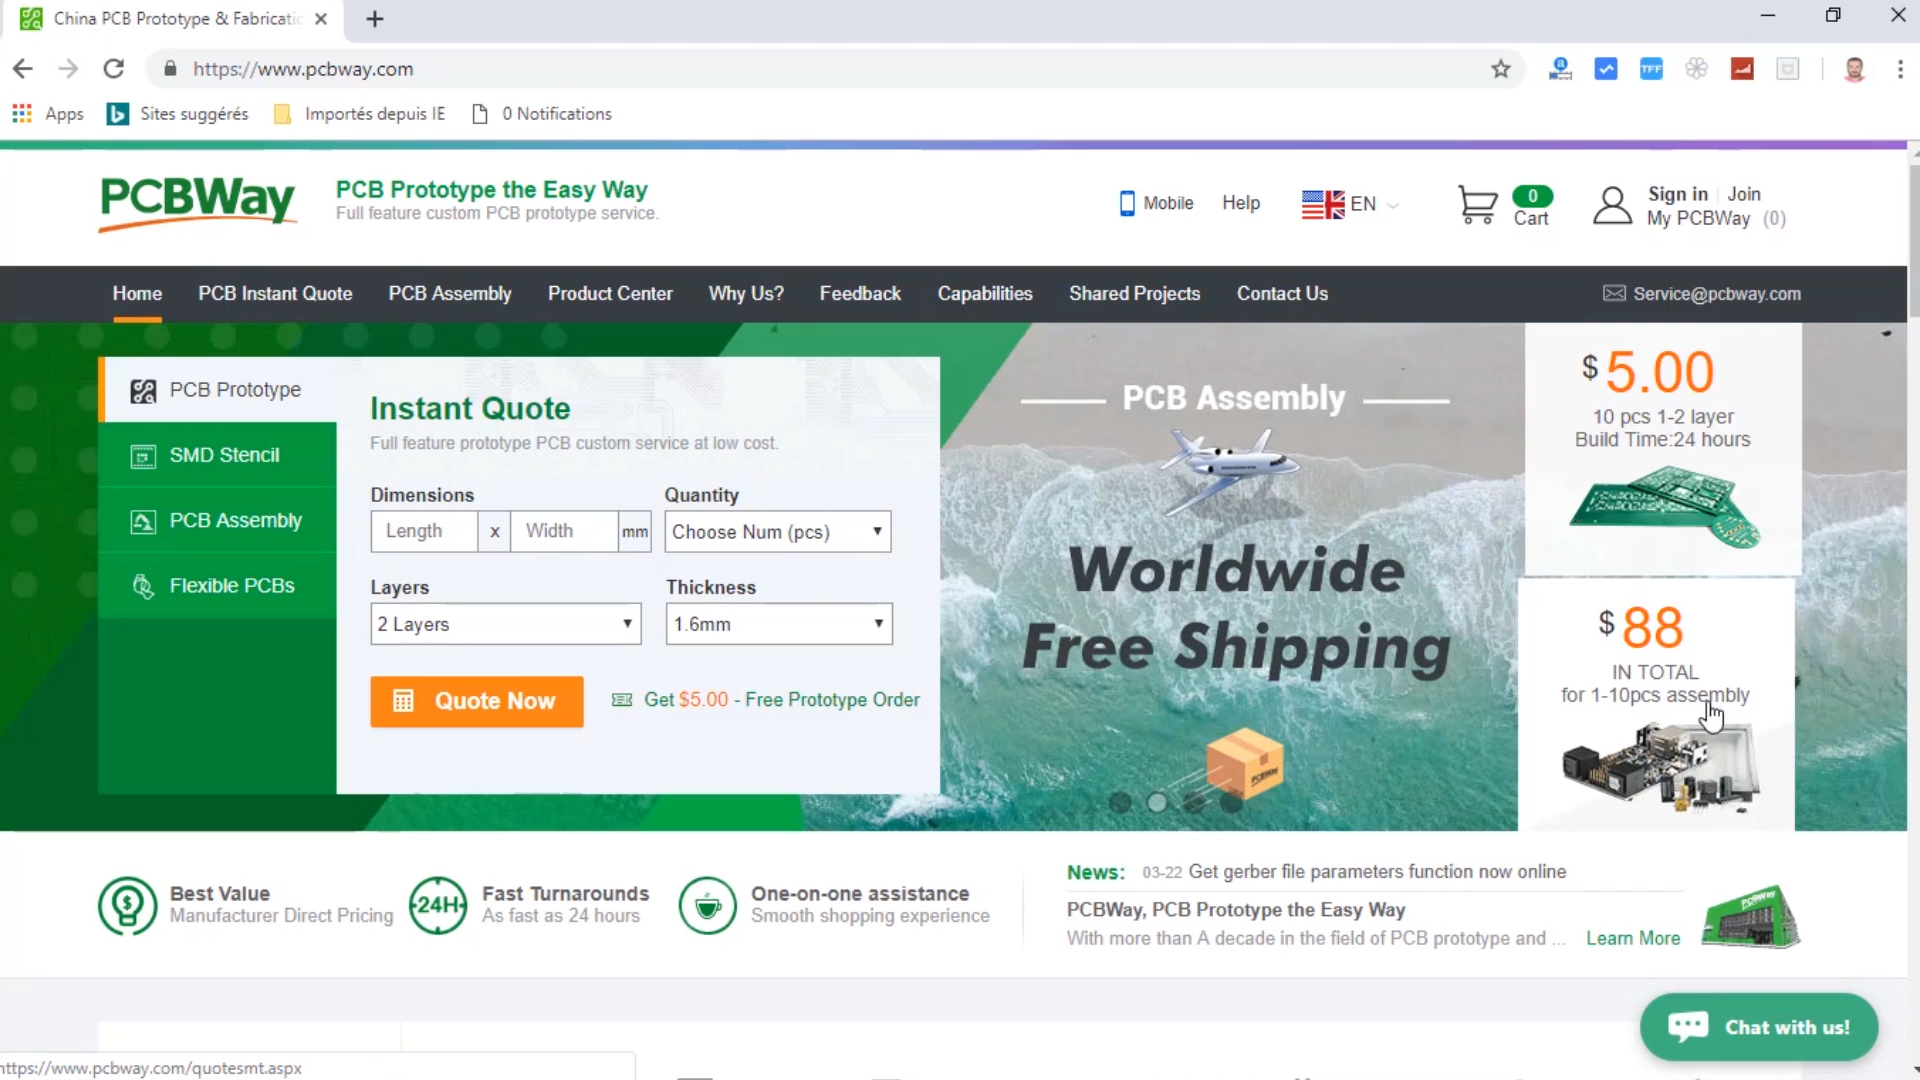 China PCB Prototype & Fabricati
https://www.pcbway.com
TFF
Apps
Sites suggérés
Importés depuis IE
0 Notifications
PCBWay
PCB Prototype the Easy Way
Full feature custom PCB prototype service.
Mobile
Help
EN
0
Cart
Sign in
Join
My PCBWay (0)
Home
PCB Instant Quote
PCB Assembly
Product Center
Why Us?
Feedback
Capabilities
Shared Projects
Contact Us
Service@pcbway.com
PCB Prototype
SMD Stencil
PCB Assembly
Flexible PCBs
Instant Quote
Full feature prototype PCB custom service at low cost.
Dimensions
Quantity
Length
x
Width
mm
Choose Num (pcs)
Layers
Thickness
2 Layers
1.6mm
Quote Now
Get $5.00 - Free Prototype Order
PCB Assembly
Worldwide
Free Shipping
PCBWay
$ 5.00
10 pcs 1-2 layer
Build Time:24 hours
$ 88
IN TOTAL
for 1-10pcs assembly
Best Value
Manufacturer Direct Pricing
24H
Fast Turnarounds
As fast as 24 hours
One-on-one assistance
Smooth shopping experience
News: 03-22 Get gerber file parameters function now online
PCBWay, PCB Prototype the Easy Way
With more than A decade in the field of PCB prototype and ...
Learn More
PCBWay
Chat with us!
https://www.pcbway.com/quotesmt.aspx